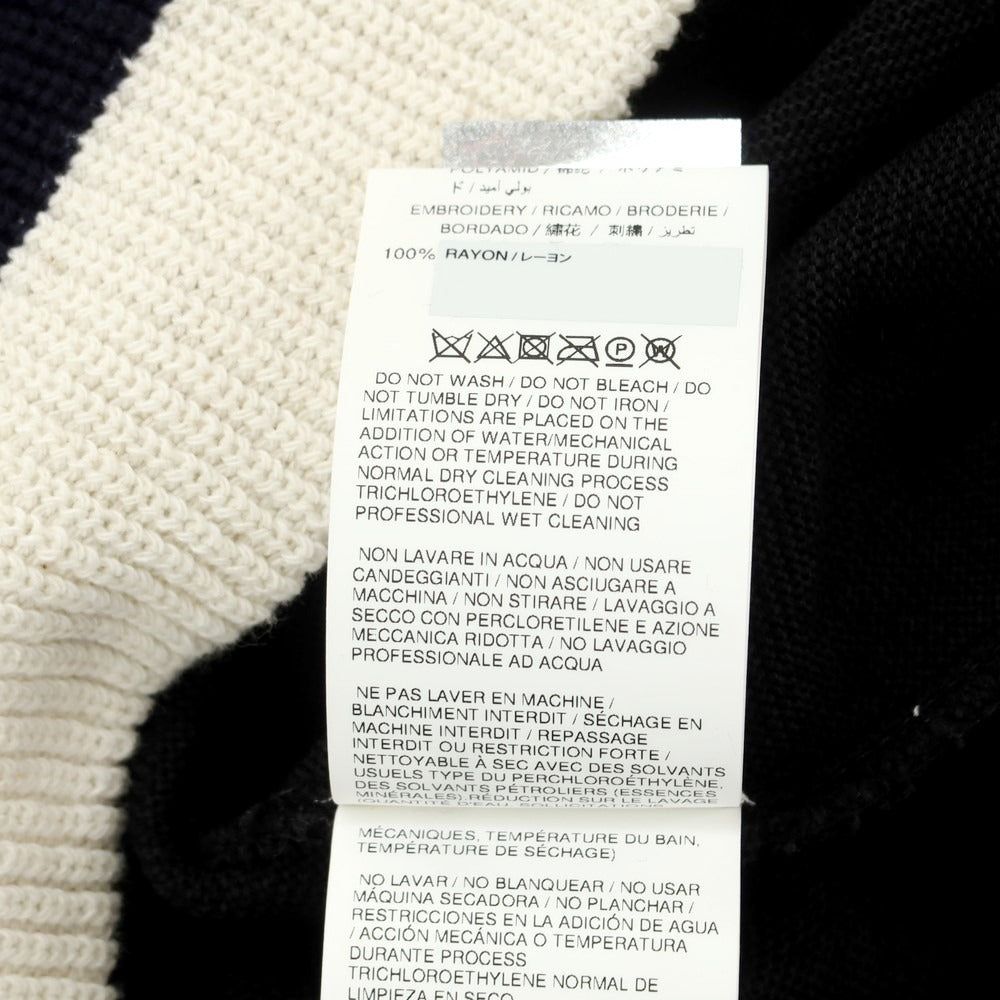 POLYAMID / 錦纶 / ポリアミ
ド / بولي أميد
EMBROIDERY / RICAMO / BRODERIE /
BORDADO / 繡花 / 刺繍 / تطريز
100% RAYON/レーヨン
P W
DO NOT WASH / DO NOT BLEACH / DO
NOT TUMBLE DRY / DO NOT IRON /
LIMITATIONS ARE PLACED ON THE
ADDITION OF WATER/MECHANICAL
ACTION OR TEMPERATURE DURING
NORMAL DRY CLEANING PROCESS
TRICHLOROETHYLENE / DO NOT
PROFESSIONAL WET CLEANING
NON LAVARE IN ACQUA / NON USARE
CANDEGGIANTI / NON ASCIUGARE A
MACCHINA / NON STIRARE / LAVAGGIO A
SECCO CON PERCLORETILENE E AZIONE
MECCANICA RIDOTTA / NO LAVAGGIO
PROFESSIONALE AD ACQUA
NE PAS LAVER EN MACHINE /
BLANCHIMENT INTERDIT / SÉCHAGE EN
MACHINE INTERDIT / REPASSAGE
INTERDIT OU RESTRICTION FORTE /
NETTOYABLE À SEC AVEC DES SOLVANTS
USUELS TYPE DU PERCHLOROÉTHYLÈNE,
DES SOLVANTS PÉTROLIERS (ESSENCES
MINÉRALES).RÉDUCTION SUR LE LAVAGE
(QUANTITÉ D'EAU, SOLLICITATIONS
MÉCANIQUES, TEMPÉRATURE DU BAIN,
TEMPÉRATURE DE SÉCHAGE)
NO LAVAR / NO BLANQUEAR / NO USAR
MÁQUINA SECADORA / NO PLANCHAR /
RESTRICCIONES EN LA ADICIÓN DE AGUA
/ ACCIÓN MECÁNICA O TEMPERATURA
DURANTE PROCESS
TRICHLOROETHYLENE NORMAL DE
LIMPIEZA EN SECO